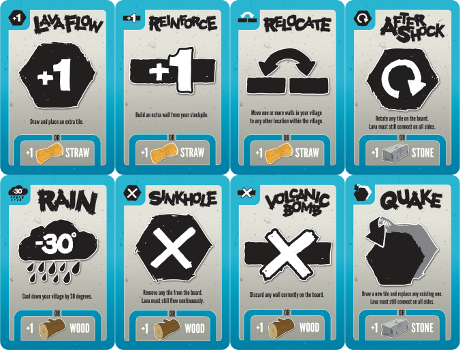 +1
LAVA FLOW
+1
Draw and place an extra tile.
OR
+1 STRAW
+1
REINFORCE
+1
Build an extra wall from your stockpile.
OR
+1 STRAW
RELOCATE
Move one or more walls in your village
to any other location within the village.
OR
+1 STRAW
AFTER
SHOCK
Rotate any tile on the board.
Lava must still connect on all sides.
OR
+1 STONE
-30
RAIN
-30°
Cool down your village by 30 degrees.
OR
+1 WOOD
SINKHOLE
Remove any tile from the board.
Lava must still flow continuously.
OR
+1 WOOD
VOLCANIC
BOMB
Discard any wall currently on the board.
OR
+1 WOOD
QUAKE
Draw a new tile and replace any existing one.
Lava must still connect on all sides.
OR
+1 STONE